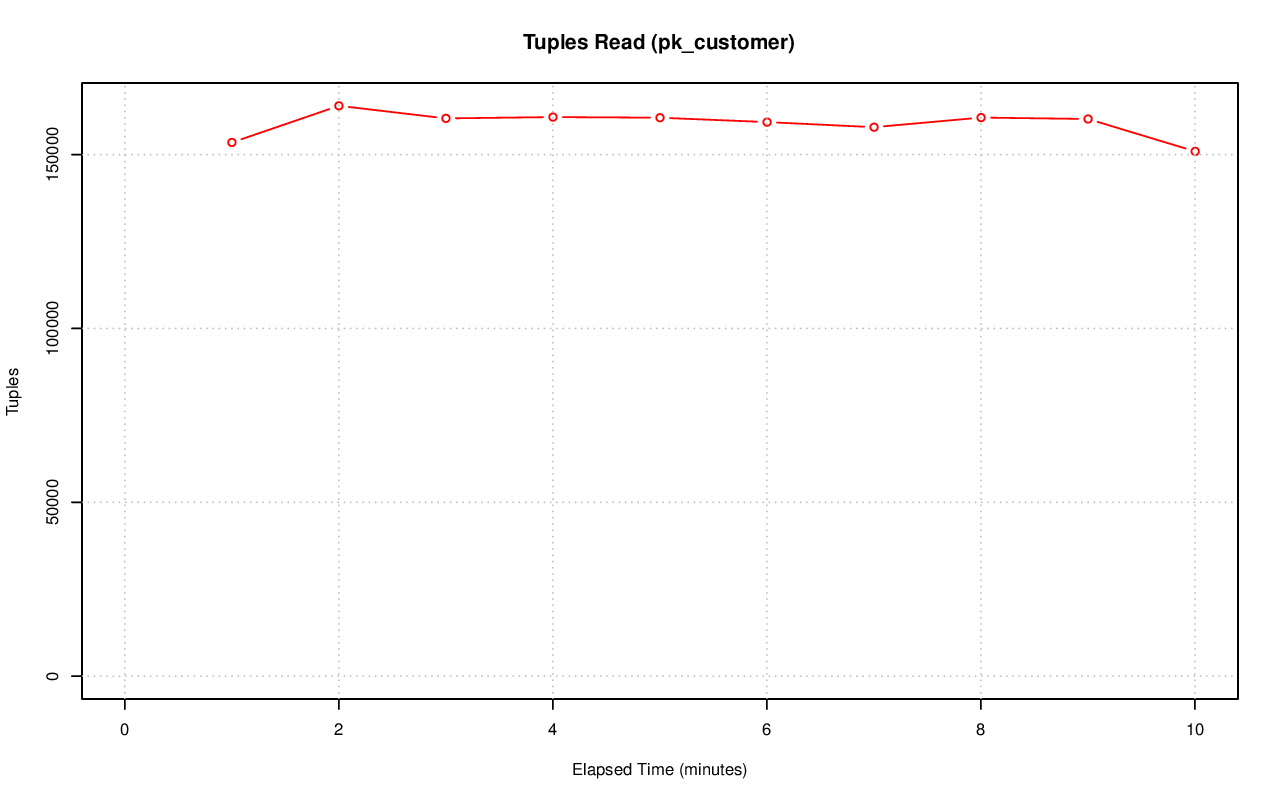 Tuples Read (pk_customer)
150000
100000
50000
0
Tuples
0 2 4 6 8 10
Elapsed Time (minutes)